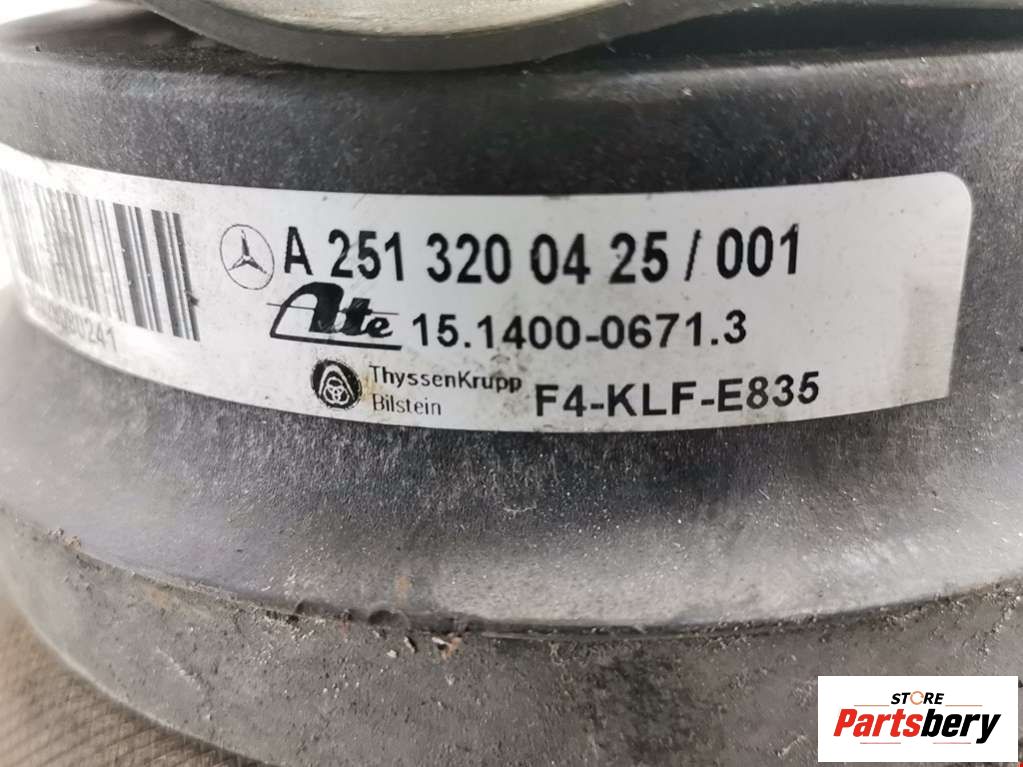 A 251 320 04 25 / 001
Ate 15.1400-0671.3
ThyssenKrupp
Bilstein F4-KLF-E835
STORE
Partsbery